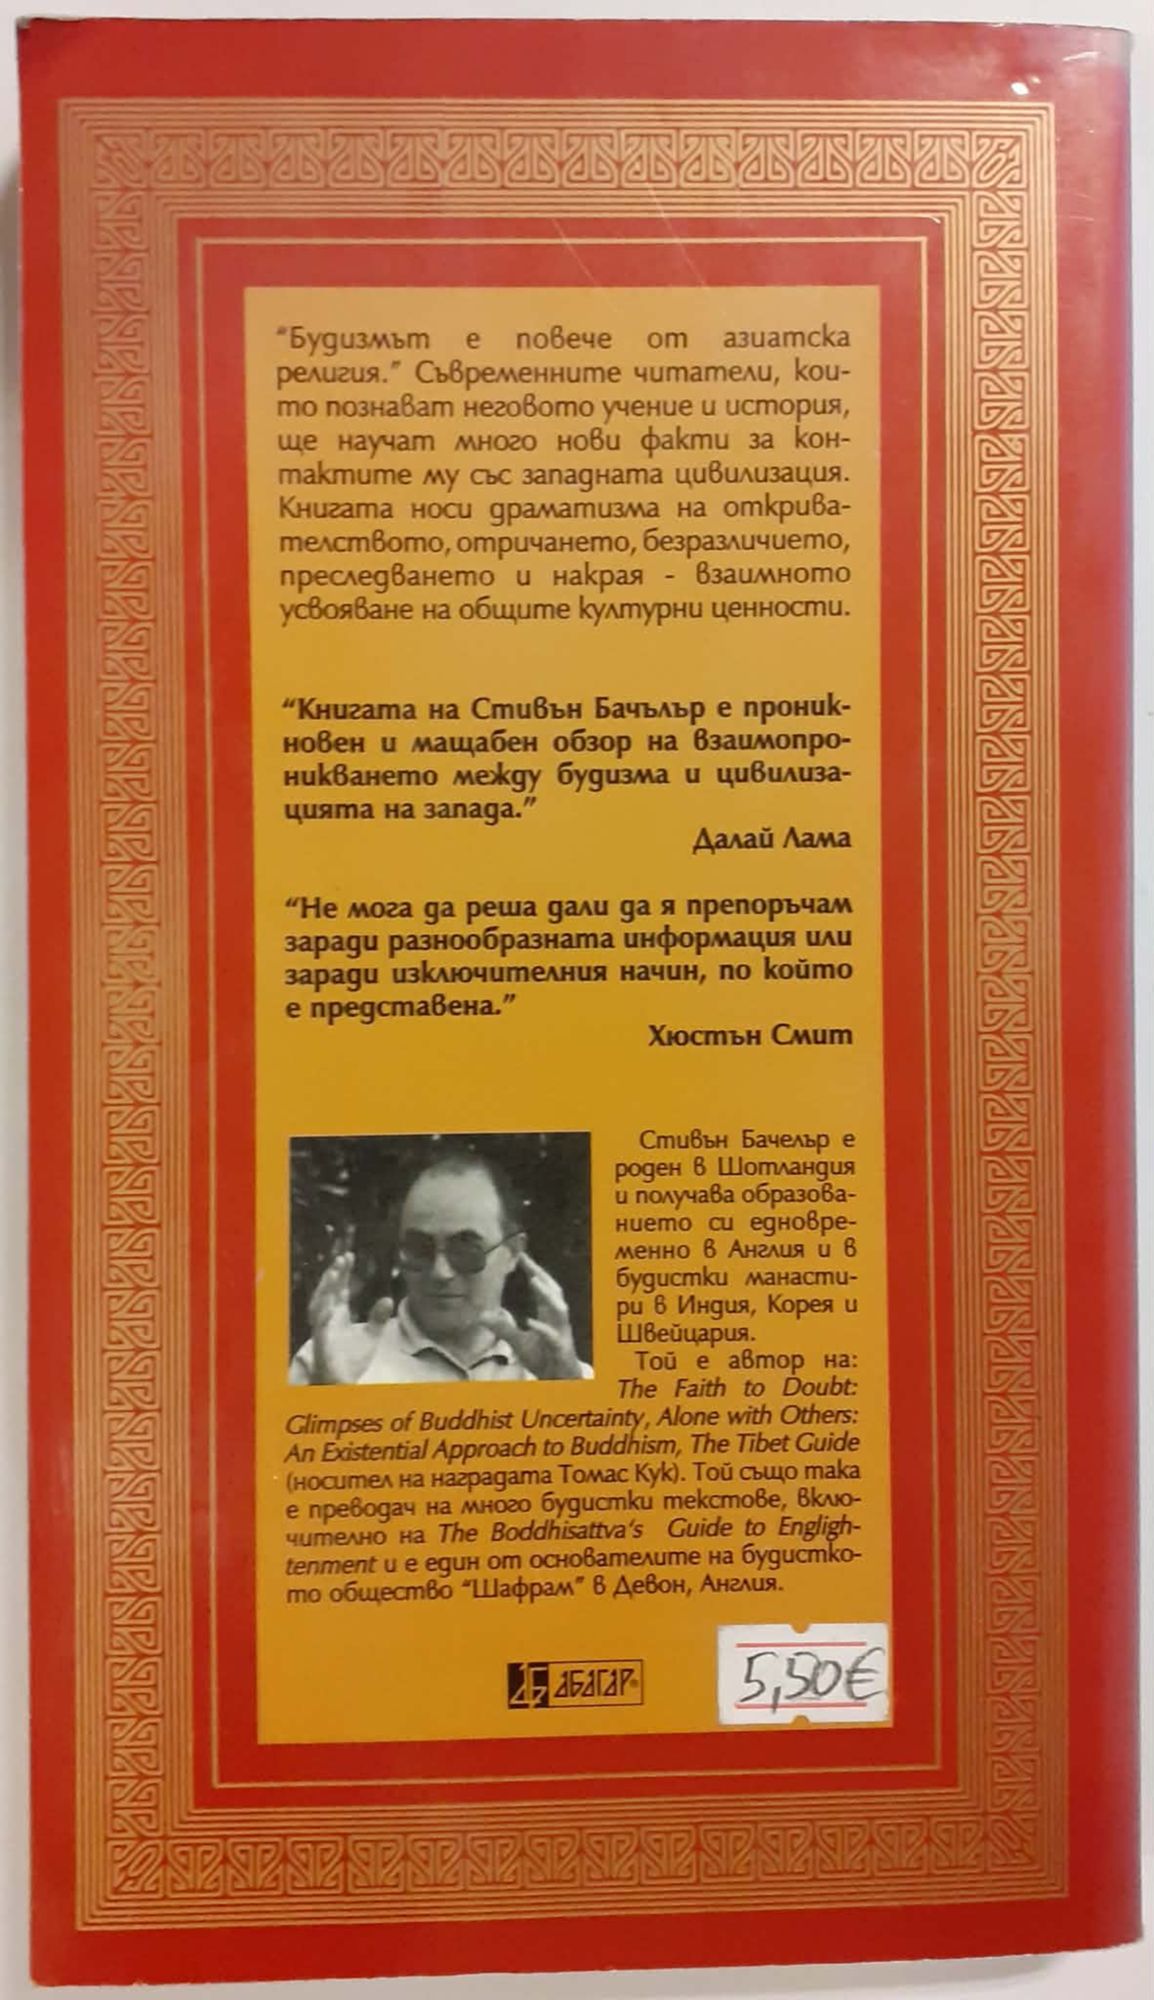 "Будизмът е повече от азиатска
религия." Съвременните читатели, кои-
то познават неговото учение и история,
ще научат много нови факти за кон-
тактите му със западната цивилизация.
Книгата носи драматизма на открива-
телството, отричането, безразличието,
преследването и накрая - взаимното
усвояване на общите културни ценности.
"Книгата на Стивън Бачълър е проник-
новен и мащабен обзор на взаимопро-
никването между будизма и цивилиза-
цията на запада."
Далай Лама
"Не мога да реша дали да я препоръчам
заради разнообразната информация или
заради изключителния начин, по който
е представена."
Хюстън Смит
Стивън Бачелър е
роден в Шотландия
и получава образова-
нието си едновре-
менно в Англия и в
будистки манасти-
ри в Индия, Корея и
Швейцария.
Той е автор на:
The Faith to Doubt:
Glimpses of Buddhist Uncertainty, Alone with Others:
An Existential Approach to Buddhism, The Tibet Guide
(носител на наградата Томас Кук). Той също така
е преводач на много будистки текстове, вклю-
чително на The Boddhisattva's Guide to Engligh-
tenment и е един от основателите на будистко-
то общество "Шафрам" в Девон, Англия.
АБАГАР®
5,50€